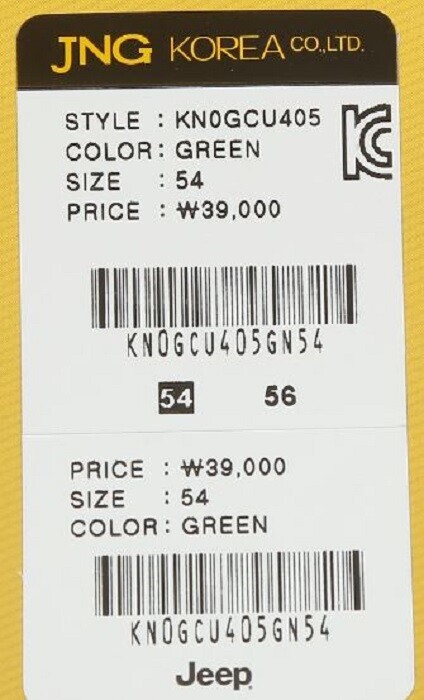 JNG KOREA CO.,LTD.
STYLE : KN0GCU405
COLOR : GREEN
SIZE : 54
PRICE : ₩39,000
KN0GCU405GN54
54 56
PRICE : ₩39,000
SIZE : 54
COLOR : GREEN
KN0GCU405GN54
Jeep